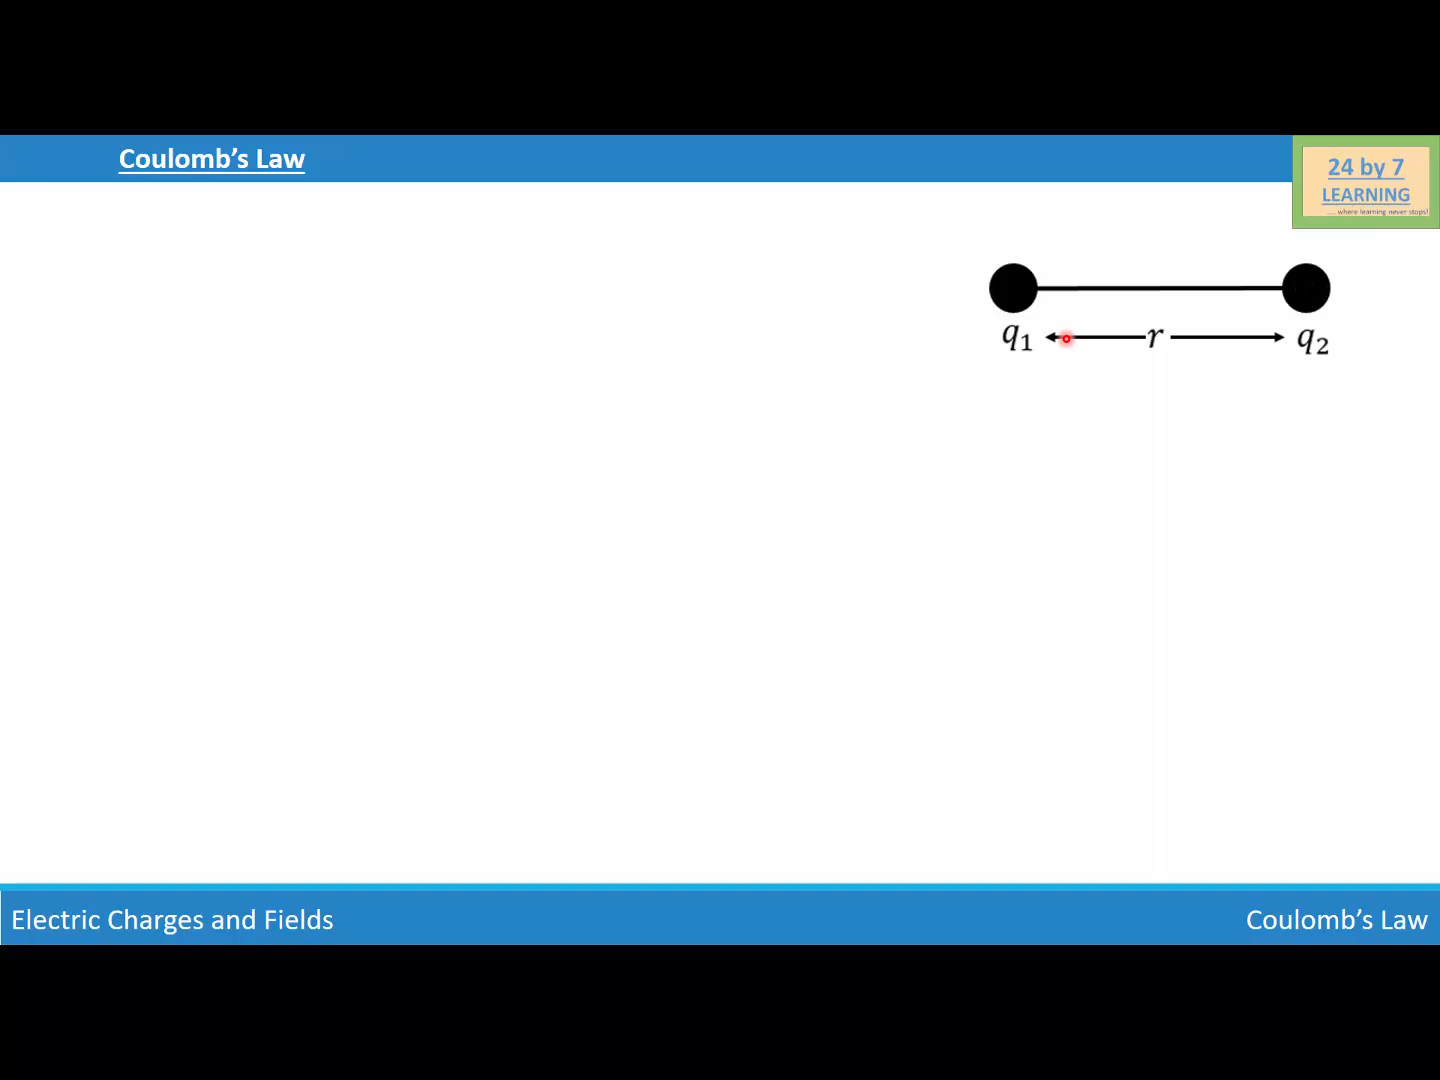 Coulomb’s Law
24 by 7
LEARNING
.... where learning never stops!
q₁ r q₂
Electric Charges and Fields
Coulomb’s Law